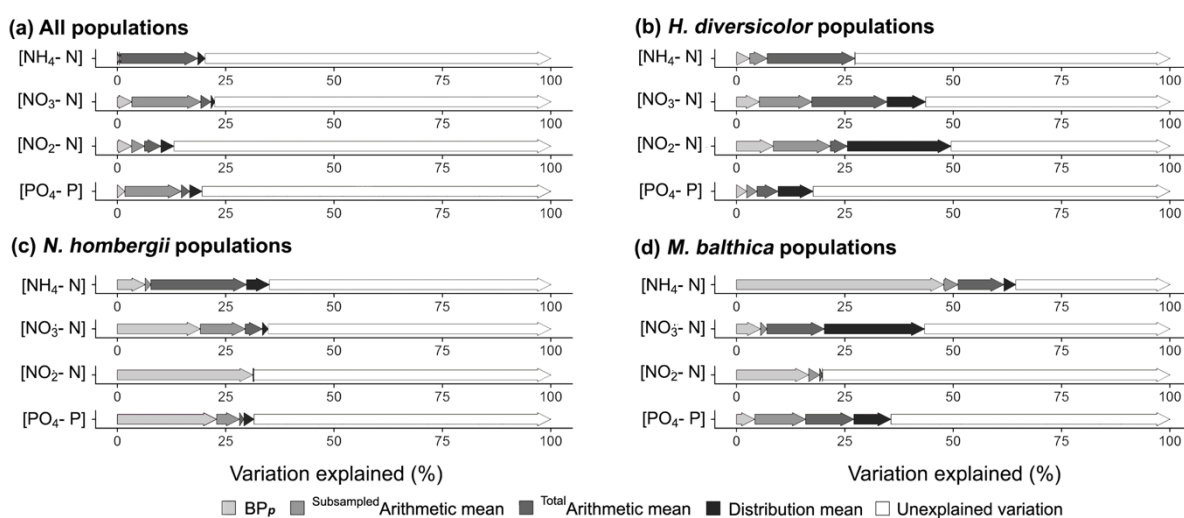 (a) All populations
[NH₄- N]
0 25 50 75 100
[NO₃- N]
0 25 50 75 100
[NO₂- N]
0 25 50 75 100
[PO₄- P]
0 25 50 75 100
(b) H. diversicolor populations
[NH₄- N]
0 25 50 75 100
[NO₃- N]
0 25 50 75 100
[NO₂- N]
0 25 50 75 100
[PO₄- P]
0 25 50 75 100
(c) N. hombergii populations
[NH₄- N]
0 25 50 75 100
[NO₃- N]
0 25 50 75 100
[NO₂- N]
0 25 50 75 100
[PO₄- P]
0 25 50 75 100
Variation explained (%)
(d) M. balthica populations
[NH₄- N]
0 25 50 75 100
[NO₃- N]
0 25 50 75 100
[NO₂- N]
0 25 50 75 100
[PO₄- P]
0 25 50 75 100
Variation explained (%)
BPp SubsampledArithmetic mean TotalArithmetic mean Distribution mean Unexplained variation